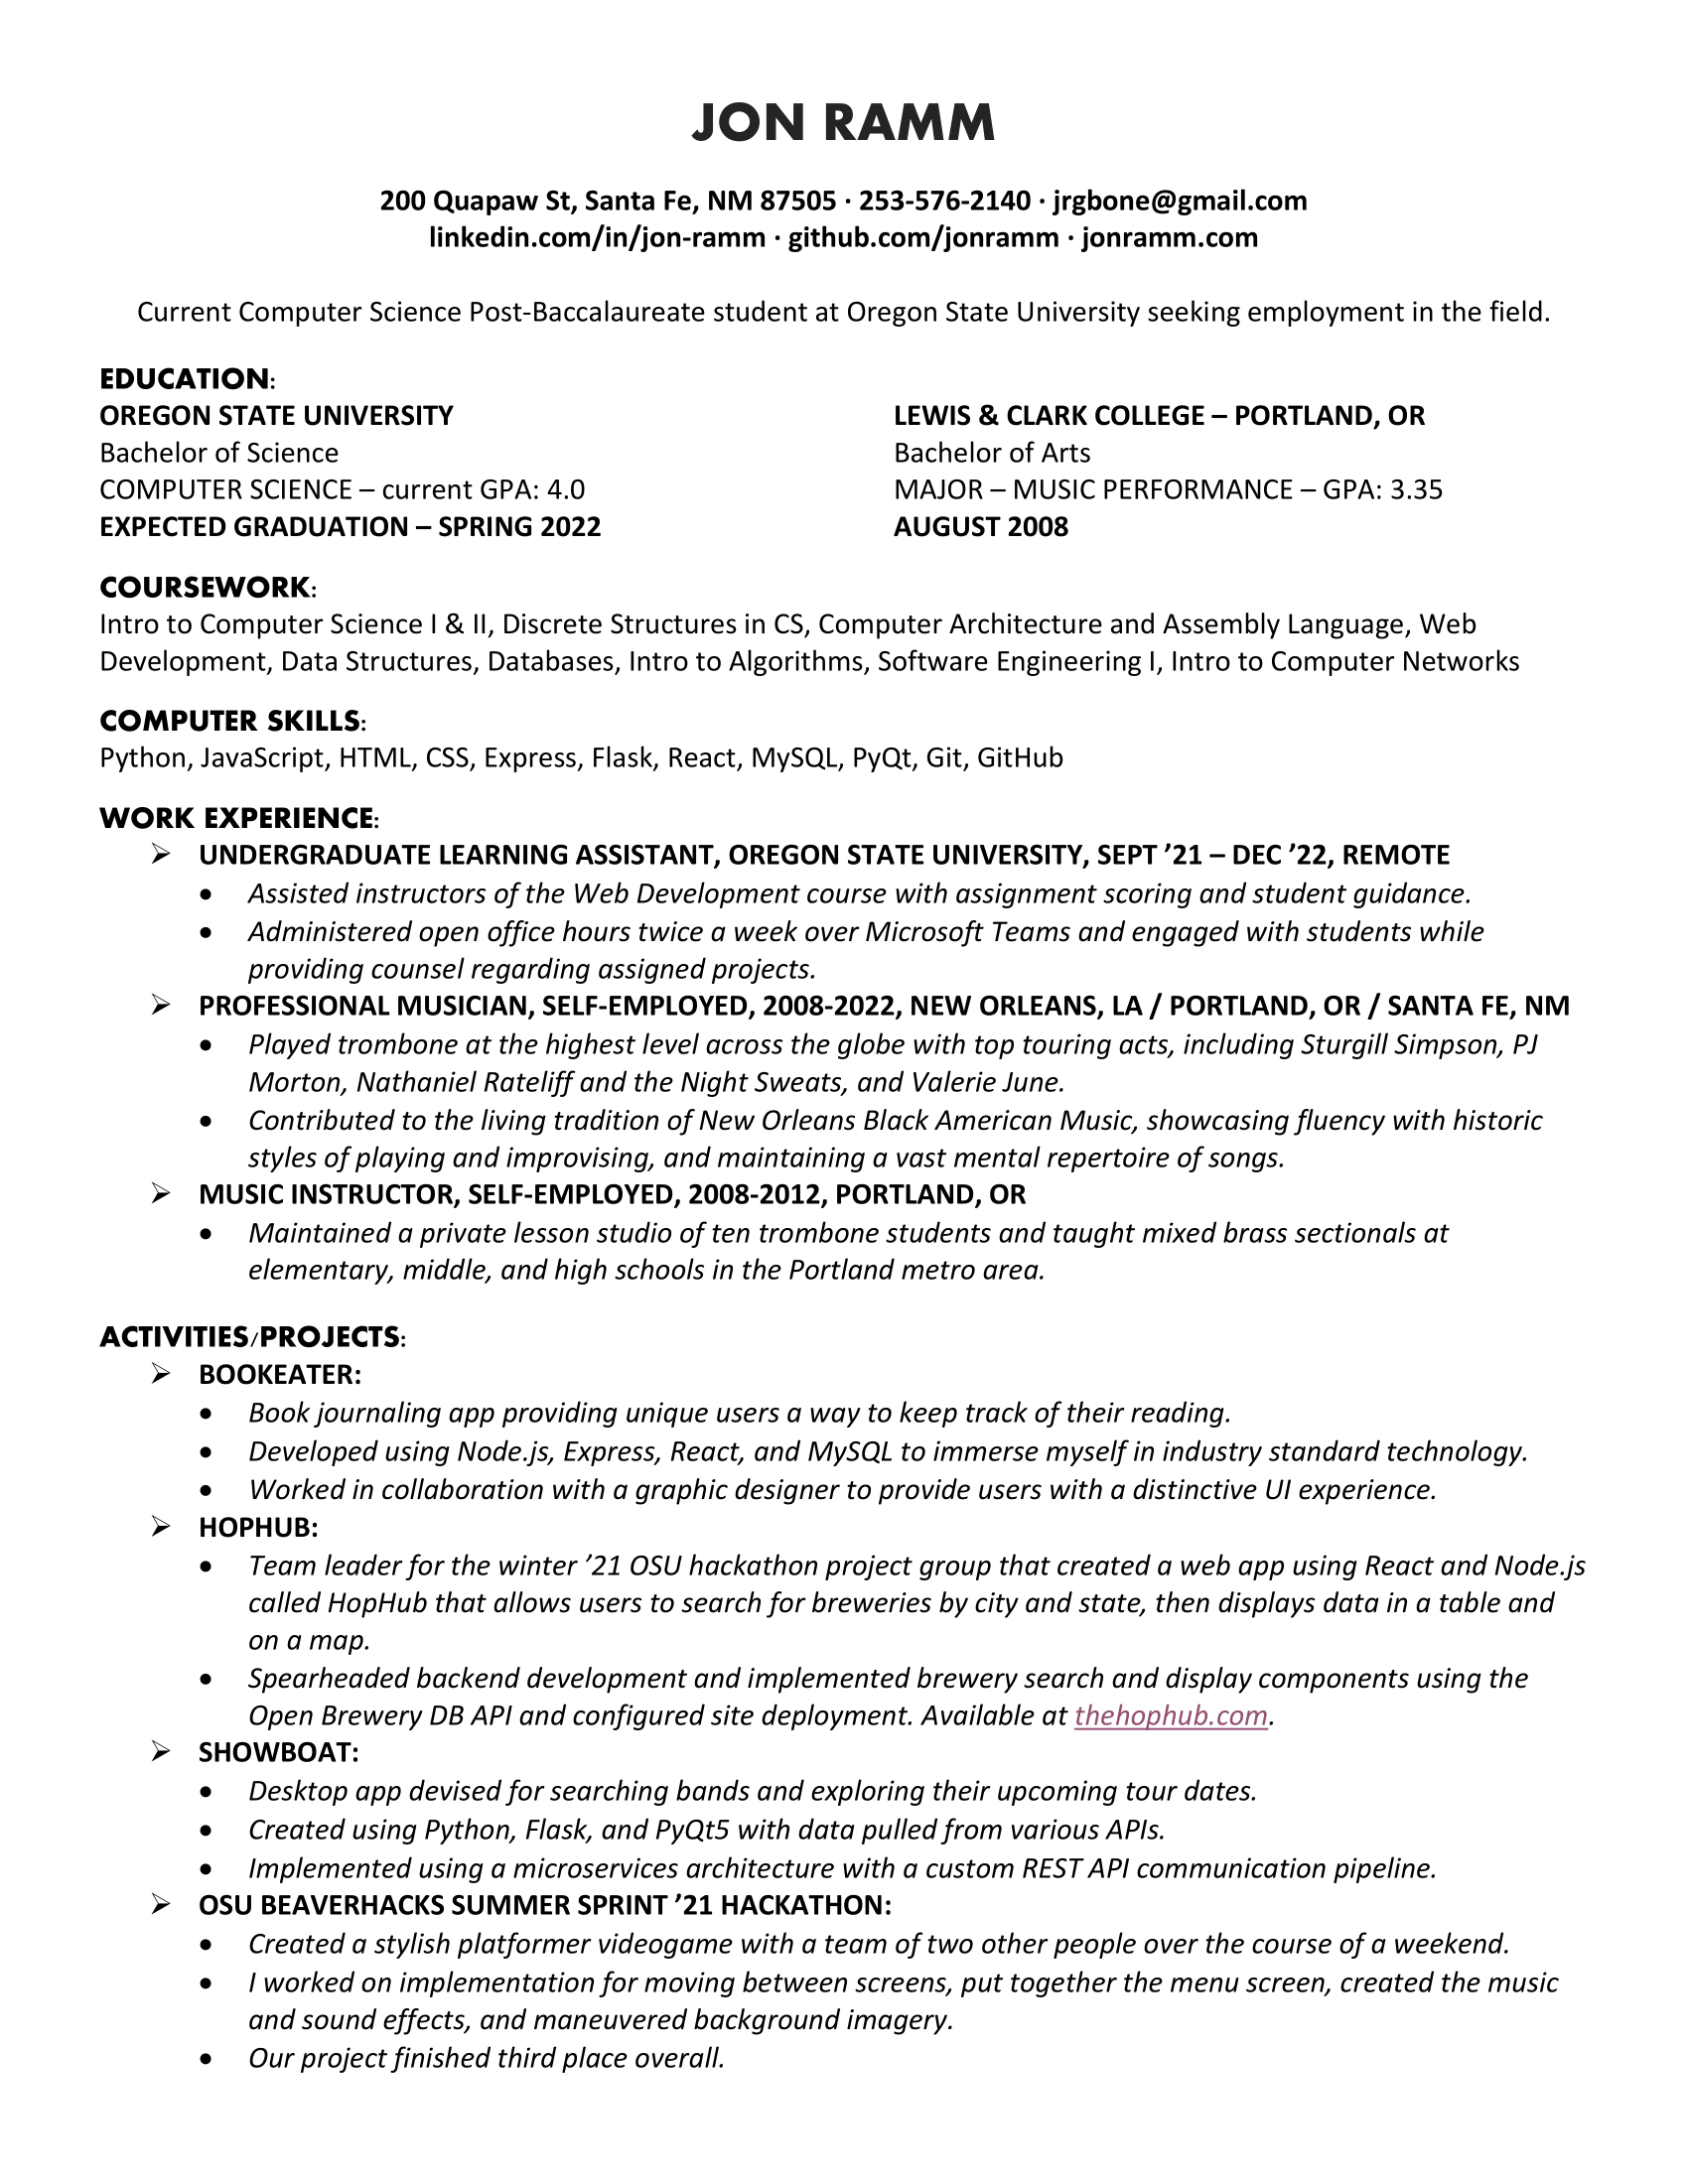 JON RAMM
200 Quapaw St, Santa Fe, NM 87505 · 253-576-2140 · jrgbone@gmail.com
linkedin.com/in/jon-ramm · github.com/jonramm · jonramm.com
Current Computer Science Post-Baccalaureate student at Oregon State University seeking employment in the field.
EDUCATION:
OREGON STATE UNIVERSITY
Bachelor of Science
COMPUTER SCIENCE – current GPA: 4.0
EXPECTED GRADUATION – SPRING 2022
LEWIS & CLARK COLLEGE – PORTLAND, OR
Bachelor of Arts
MAJOR – MUSIC PERFORMANCE – GPA: 3.35
AUGUST 2008
COURSEWORK:
Intro to Computer Science I & II, Discrete Structures in CS, Computer Architecture and Assembly Language, Web
Development, Data Structures, Databases, Intro to Algorithms, Software Engineering I, Intro to Computer Networks
COMPUTER SKILLS:
Python, JavaScript, HTML, CSS, Express, Flask, React, MySQL, PyQt, Git, GitHub
WORK EXPERIENCE:
➢ UNDERGRADUATE LEARNING ASSISTANT, OREGON STATE UNIVERSITY, SEPT ’21 – DEC ’22, REMOTE
• Assisted instructors of the Web Development course with assignment scoring and student guidance.
• Administered open office hours twice a week over Microsoft Teams and engaged with students while
providing counsel regarding assigned projects.
➢ PROFESSIONAL MUSICIAN, SELF-EMPLOYED, 2008-2022, NEW ORLEANS, LA / PORTLAND, OR / SANTA FE, NM
• Played trombone at the highest level across the globe with top touring acts, including Sturgill Simpson, PJ
Morton, Nathaniel Rateliff and the Night Sweats, and Valerie June.
• Contributed to the living tradition of New Orleans Black American Music, showcasing fluency with historic
styles of playing and improvising, and maintaining a vast mental repertoire of songs.
➢ MUSIC INSTRUCTOR, SELF-EMPLOYED, 2008-2012, PORTLAND, OR
• Maintained a private lesson studio of ten trombone students and taught mixed brass sectionals at
elementary, middle, and high schools in the Portland metro area.
ACTIVITIES/PROJECTS:
➢ BOOKEATER:
• Book journaling app providing unique users a way to keep track of their reading.
• Developed using Node.js, Express, React, and MySQL to immerse myself in industry standard technology.
• Worked in collaboration with a graphic designer to provide users with a distinctive UI experience.
➢ HOPHUB:
• Team leader for the winter ’21 OSU hackathon project group that created a web app using React and Node.js
called HopHub that allows users to search for breweries by city and state, then displays data in a table and
on a map.
• Spearheaded backend development and implemented brewery search and display components using the
Open Brewery DB API and configured site deployment. Available at thehophub.com.
➢ SHOWBOAT:
• Desktop app devised for searching bands and exploring their upcoming tour dates.
• Created using Python, Flask, and PyQt5 with data pulled from various APIs.
• Implemented using a microservices architecture with a custom REST API communication pipeline.
➢ OSU BEAVERHACKS SUMMER SPRINT ’21 HACKATHON:
• Created a stylish platformer videogame with a team of two other people over the course of a weekend.
• I worked on implementation for moving between screens, put together the menu screen, created the music
and sound effects, and maneuvered background imagery.
• Our project finished third place overall.